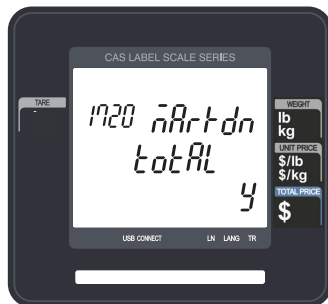 CAS LABEL SCALE SERIES
TARE
1720 MArkdn
totAL
y
WEIGHT
lb
kg
UNIT PRICE
$/lb
$/kg
TOTAL PRICE
$
USB CONNECT LN LANG TR